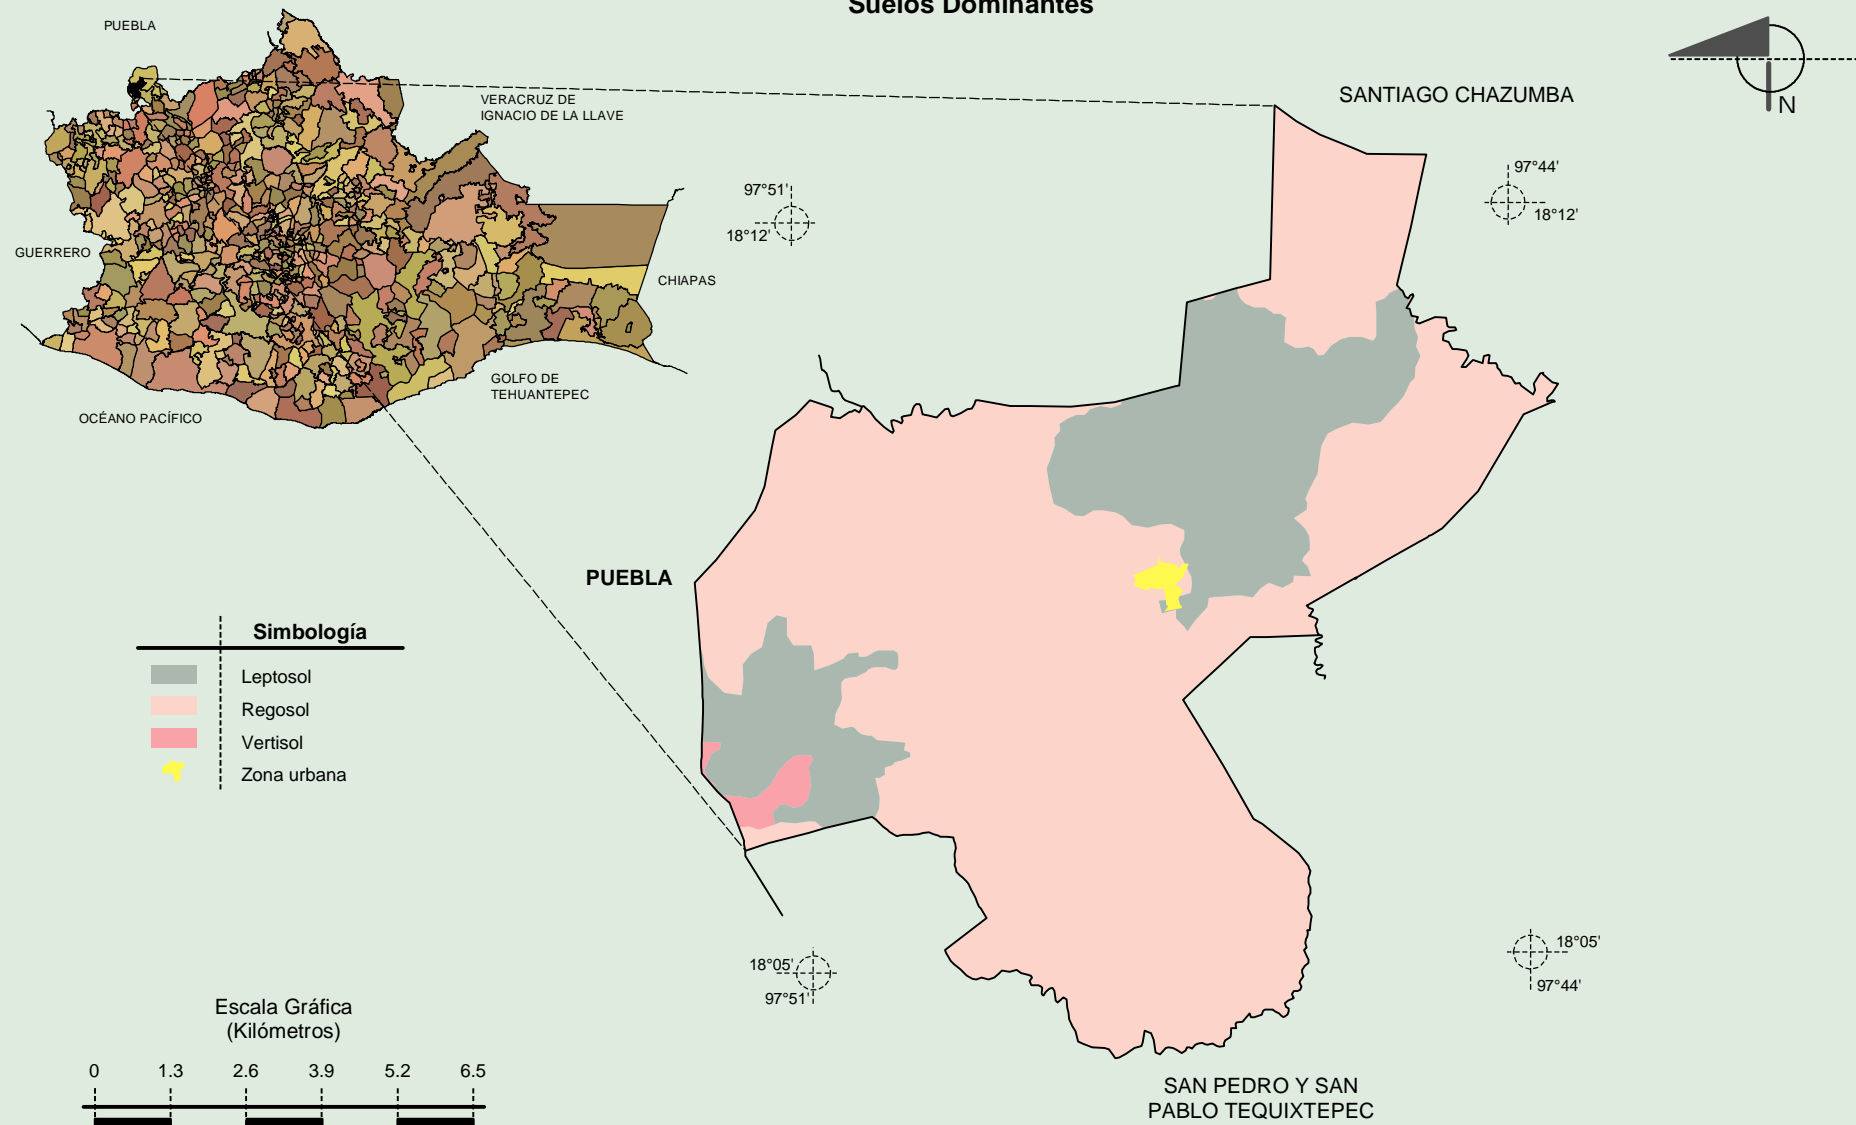 Suelos Dominantes
PUEBLA
VERACRUZ DE
IGNACIO DE LA LLAVE
SANTIAGO CHAZUMBA
N
97°51'
18°12'
97°44'
18°12'
GUERRERO
CHIAPAS
GOLFO DE
TEHUANTEPEC
OCÉANO PACÍFICO
PUEBLA
Simbología
Leptosol
Regosol
Vertisol
Zona urbana
18°05'
97°51'
18°05'
97°44'
Escala Gráfica
(Kilómetros)
0 1.3 2.6 3.9 5.2 6.5
SAN PEDRO Y SAN
PABLO TEQUIXTEPEC